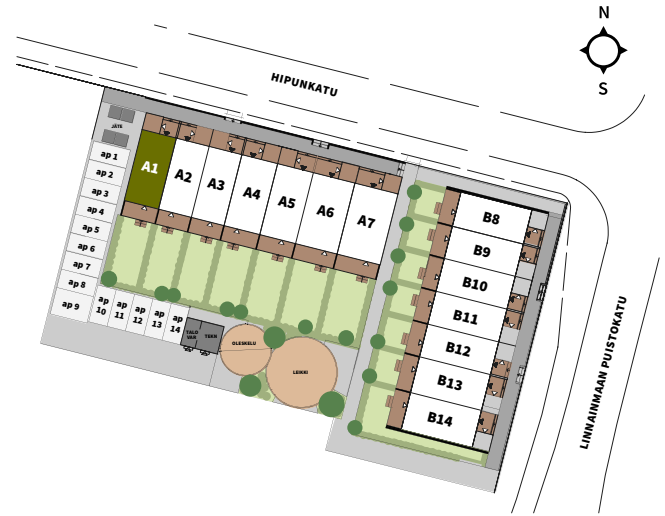 N
S
HIPUNKATU
JÄTE
ap 1
ap 2
ap 3
ap 4
ap 5
ap 6
ap 7
ap 8
ap 9
ap
10
ap
11
ap
12
ap
13
ap
14
A1
A2
A3
A4
A5
A6
A7
TALO
VAR
TEKN
OLESKELU
LEIKKI
B8
B9
B10
B11
B12
B13
B14
LINNAINMAAN PUISTOKATU